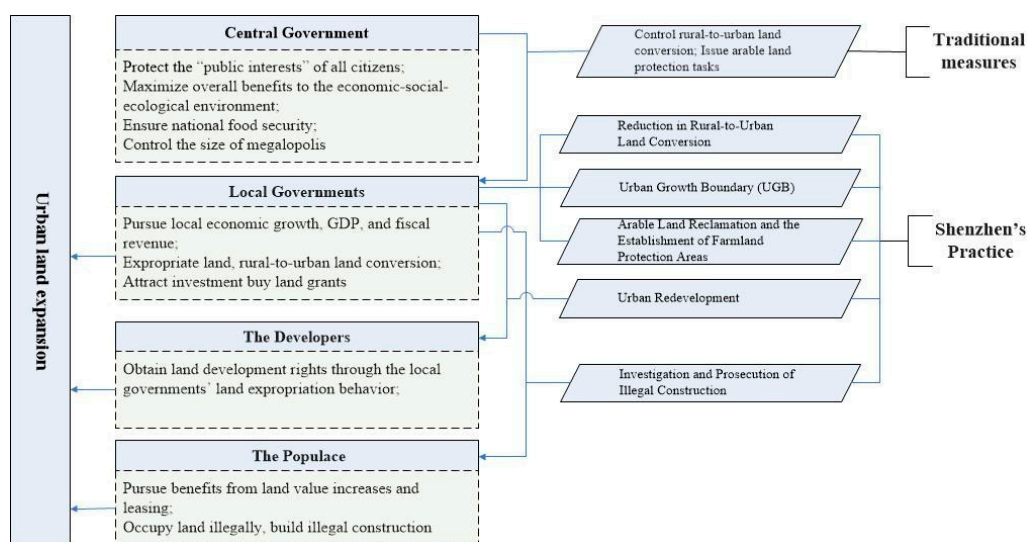 Urban land expansion
Central Government
Protect the “public interests” of all citizens;
Maximize overall benefits to the economic-social-
ecological environment;
Ensure national food security;
Control the size of megalopolis
Local Governments
Pursue local economic growth, GDP, and fiscal
revenue;
Expropriate land, rural-to-urban land conversion;
Attract investment buy land grants
The Developers
Obtain land development rights through the local
governments’ land expropriation behavior;
The Populace
Pursue benefits from land value increases and
leasing;
Occupy land illegally, build illegal construction
Control rural-to-urban land
conversion; Issue arable land
protection tasks
Reduction in Rural-to-Urban
Land Conversion
Urban Growth Boundary (UGB)
Arable Land Reclamation and the
Establishment of Farmland
Protection Areas
Urban Redevelopment
Investigation and Prosecution of
Illegal Construction
Traditional
measures
Shenzhen’s
Practice